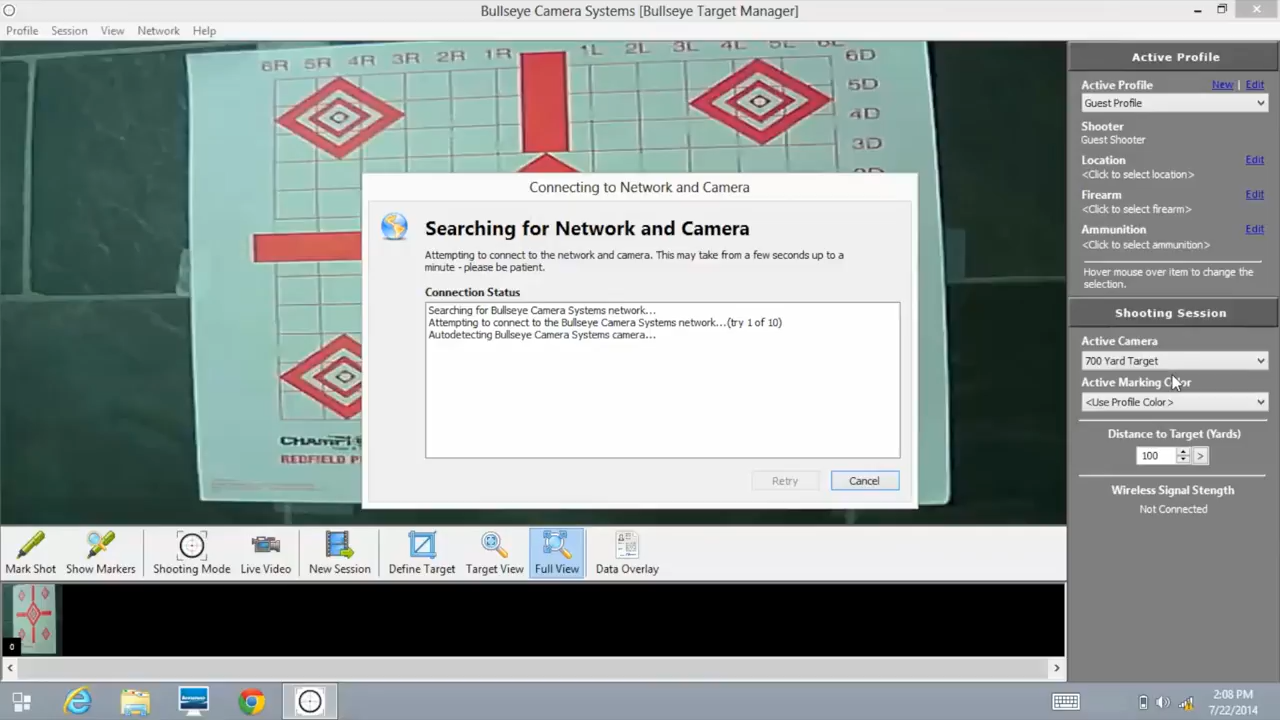 Bullseye Camera Systems [Bullseye Target Manager]
Profile Session View Network Help
6R 5R 4R 3R 2R 1R 1L 2L 3L 4L 5L 6L
6D
5D
4D
3D
CHAMPI
REDFIELD P
Connecting to Network and Camera
Searching for Network and Camera
Attempting to connect to the network and camera. This may take from a few seconds up to a
minute - please be patient.
Connection Status
Searching for Bullseye Camera Systems network...
Attempting to connect to the Bullseye Camera Systems network...(try 1 of 10)
Autodetecting Bullseye Camera Systems camera...
Retry Cancel
Active Profile
Active Profile New | Edit
Guest Profile
Shooter
Guest Shooter
Location Edit
<Click to select location>
Firearm Edit
<Click to select firearm>
Ammunition Edit
<Click to select ammunition>
Hover mouse over item to change the
selection.
Shooting Session
Active Camera
700 Yard Target
Active Marking Color
<Use Profile Color>
Distance to Target (Yards)
100 >
Wireless Signal Stength
Not Connected
Mark Shot Show Markers Shooting Mode Live Video New Session Define Target Target View Full View Data Overlay
0
2:08 PM
7/22/2014